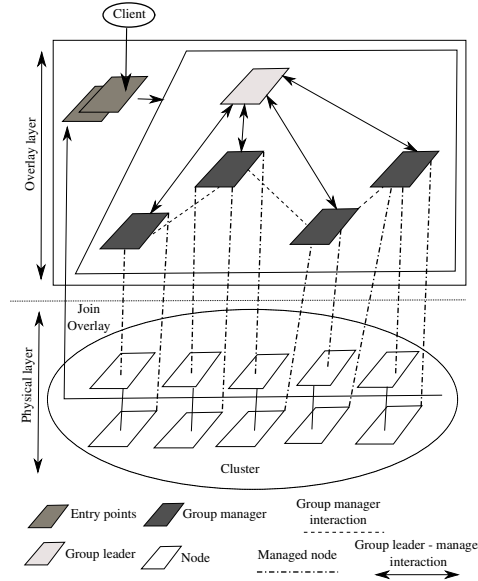 Client
Overlay layer
Join
Overlay
Physical layer
Cluster
Entry points
Group manager
Group manager
interaction
Group leader
Node
Managed node
Group leader - manage
interaction